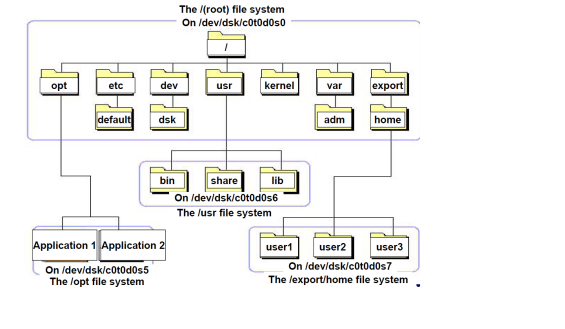 The /(root) file system
On /dev/dsk/c0t0d0s0
/
opt etc dev usr kernel var export
default dsk adm home
bin share lib
On /dev/dsk/c0t0d0s6
The /usr file system
Application 1 Application 2
On /dev/dsk/c0t0d0s5
The /opt file system
user1 user2 user3
On /dev/dsk/c0t0d0s7
The /export/home file system